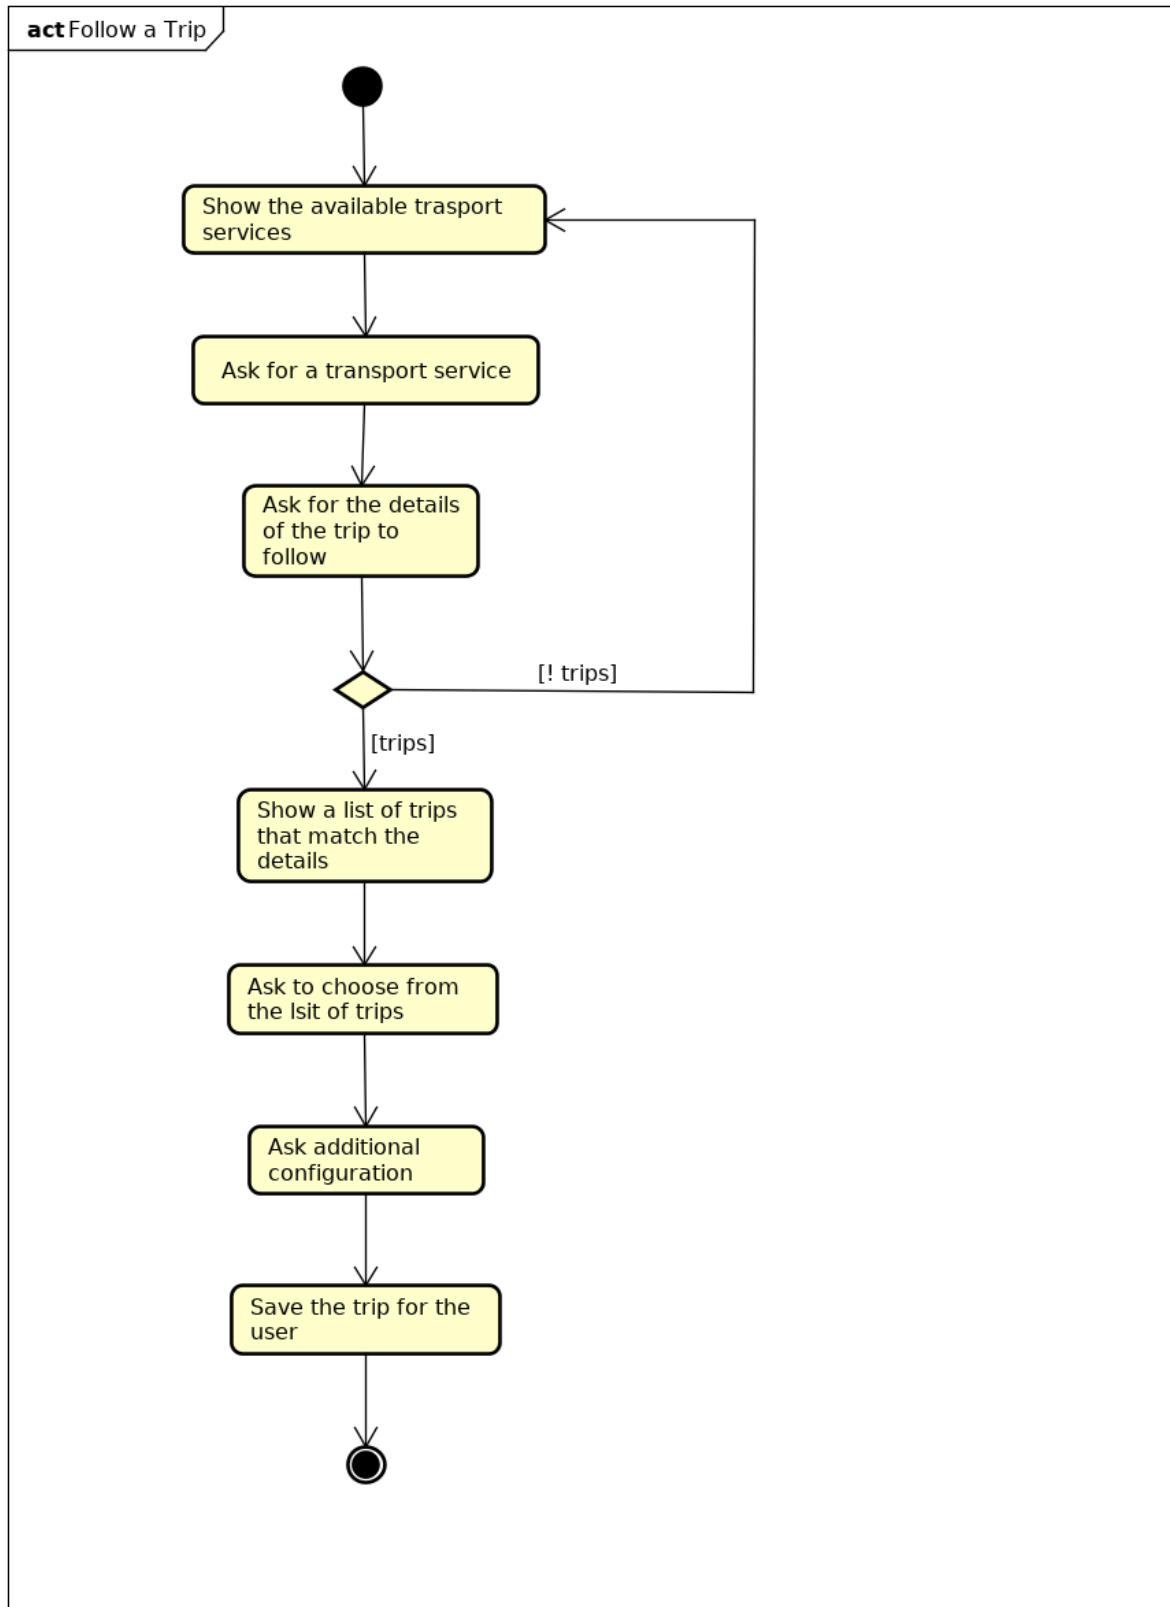 act Follow a Trip
Show the available trasport
services
Ask for a transport service
Ask for the details
of the trip to
follow
[! trips]
[trips]
Show a list of trips
that match the
details
Ask to choose from
the lsit of trips
Ask additional
configuration
Save the trip for the
user